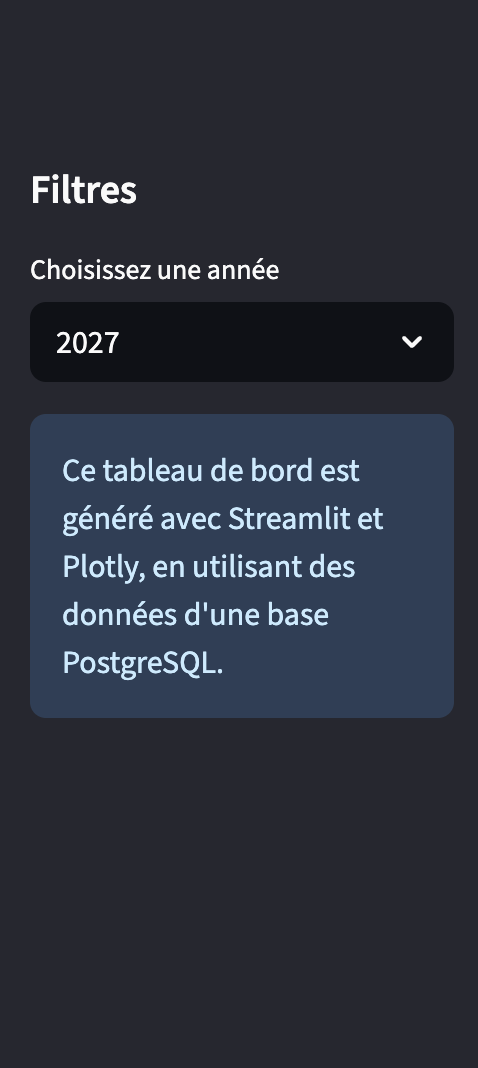 Filtres
Choisissez une année
2027
Ce tableau de bord est
généré avec Streamlit et
Plotly, en utilisant des
données d'une base
PostgreSQL.